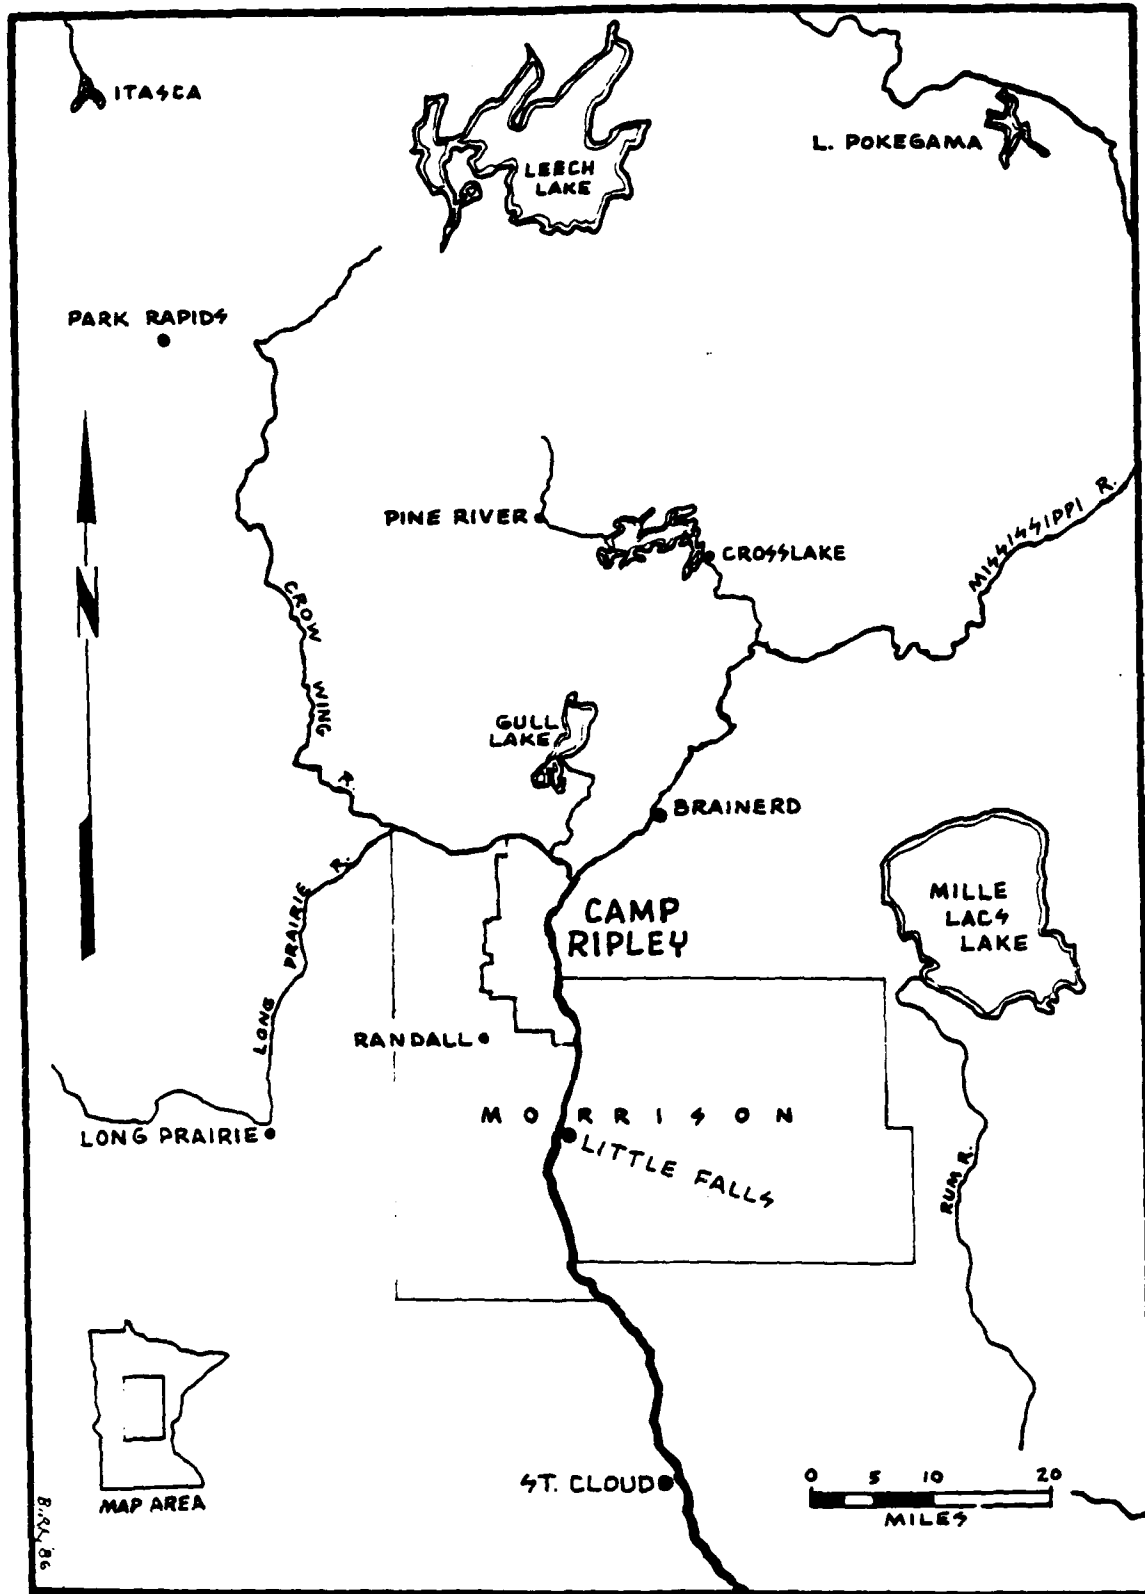 ITASCA
L. POKEGAMA
LEECH
LAKE
PARK RAPIDS
PINE RIVER
CROSSLAKE
MISSISSIPPI R.
N
CROW WING R.
GULL
LAKE
BRAINERD
LONG PRAIRIE R.
CAMP
RIPLEY
MILLE
LACS
LAKE
RANDALL
MORRISON
LONG PRAIRIE
LITTLE FALLS
RUM R.
ST. CLOUD
0 5 10 20
MILES
MAP AREA